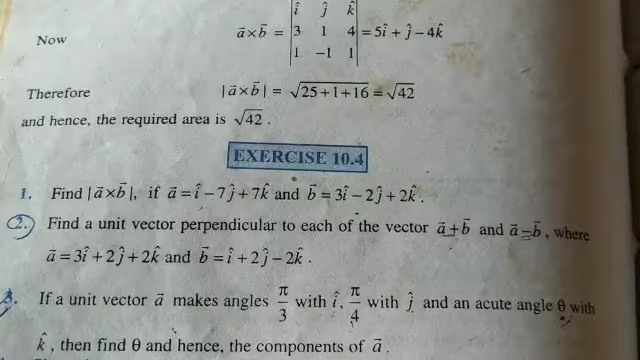 Now a⃗×b⃗ = | î ĵ k̂ | = 5î + ĵ − 4k̂
| 3 1 4 |
| 1 −1 1 |
Therefore |a⃗×b⃗| = √25+1+16 = √42
and hence, the required area is √42 .
EXERCISE 10.4
1. Find |a⃗×b⃗|, if a⃗ = î − 7ĵ + 7k̂ and b⃗ = 3î − 2ĵ + 2k̂ .
2. Find a unit vector perpendicular to each of the vector a⃗+b⃗ and a⃗−b⃗, where
a⃗ = 3î + 2ĵ + 2k̂ and b⃗ = î + 2ĵ − 2k̂ .
3. If a unit vector a⃗ makes angles π/3 with î, π/4 with ĵ and an acute angle θ with
k̂, then find θ and hence, the components of a⃗ .